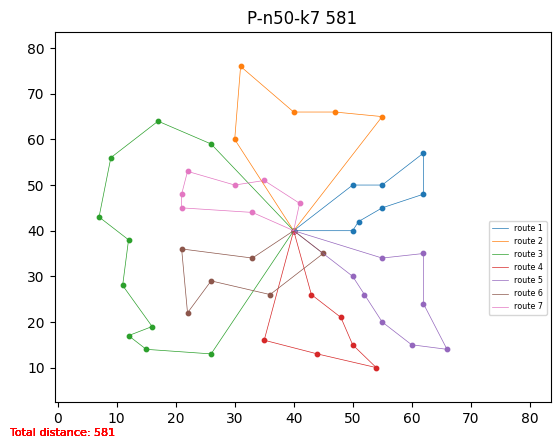 P-n50-k7 581
80
70
60
50
40
30
20
10
0 10 20 30 40 50 60 70 80
route 1
route 2
route 3
route 4
route 5
route 6
route 7
Total distance: 581